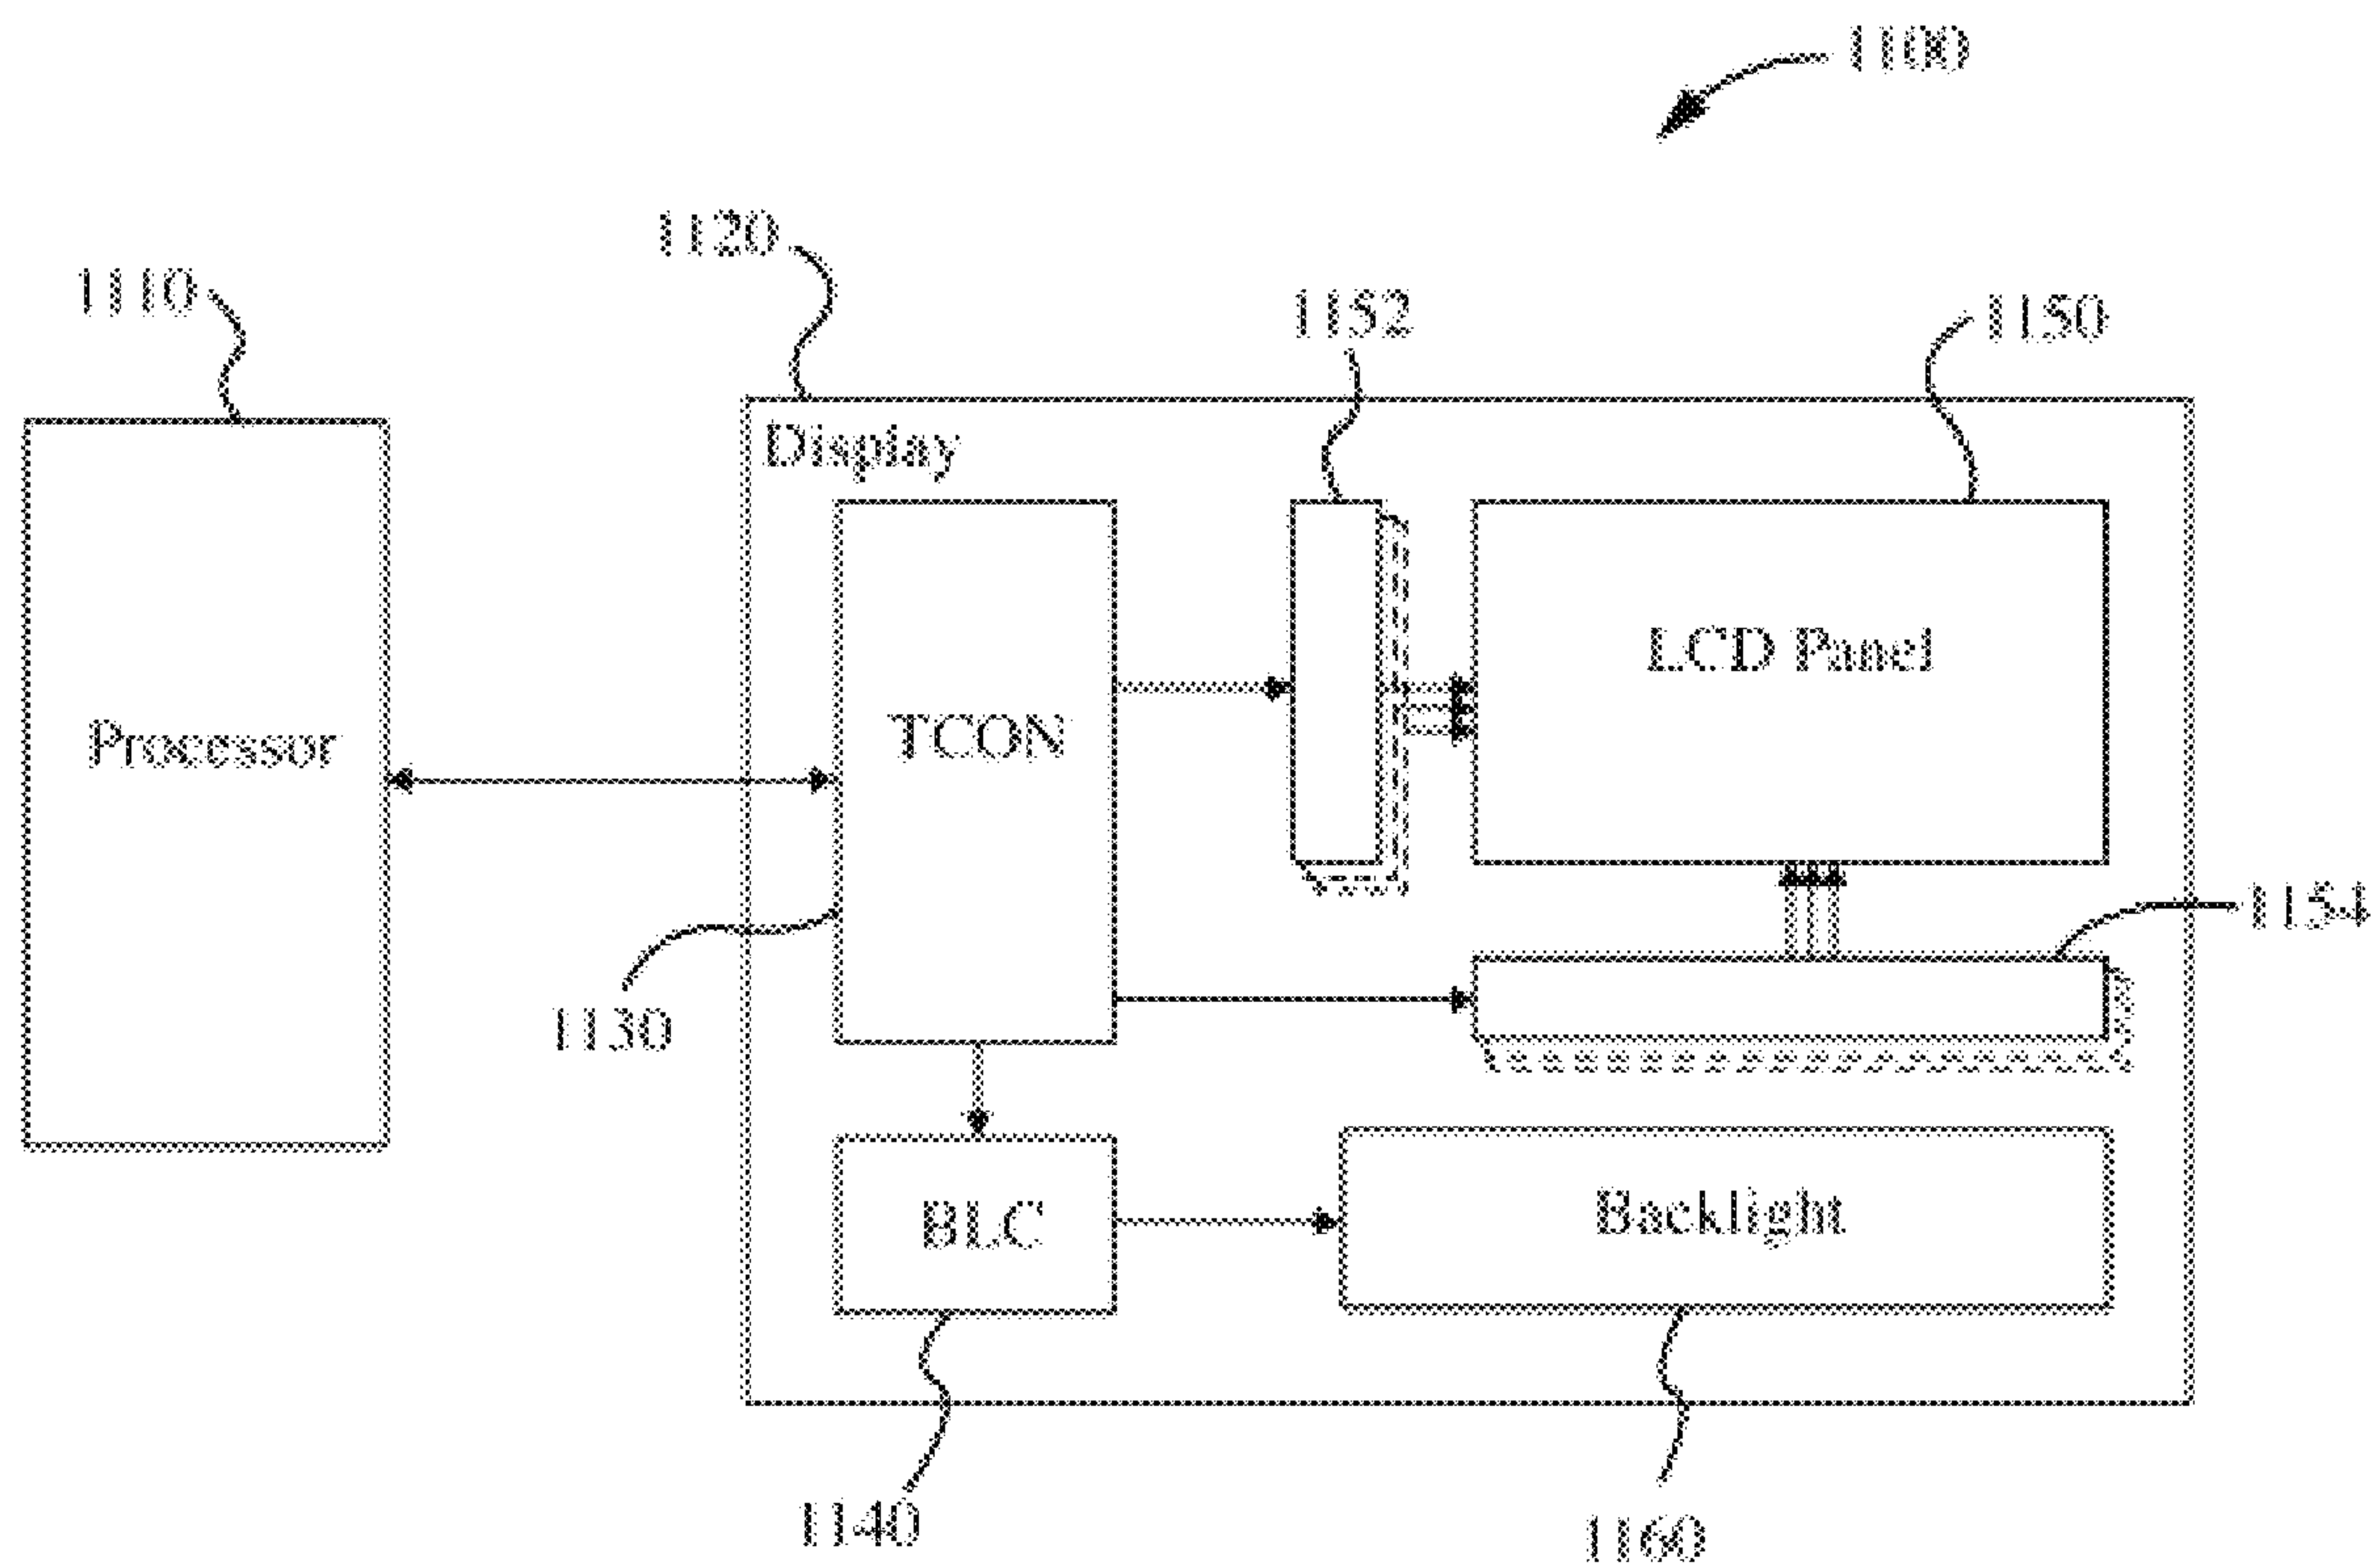 1100
1120
1110
1152
1150
Display
LCD Panel
Processor
TCON
1154
1130
BLC
Backlight
1140
1160